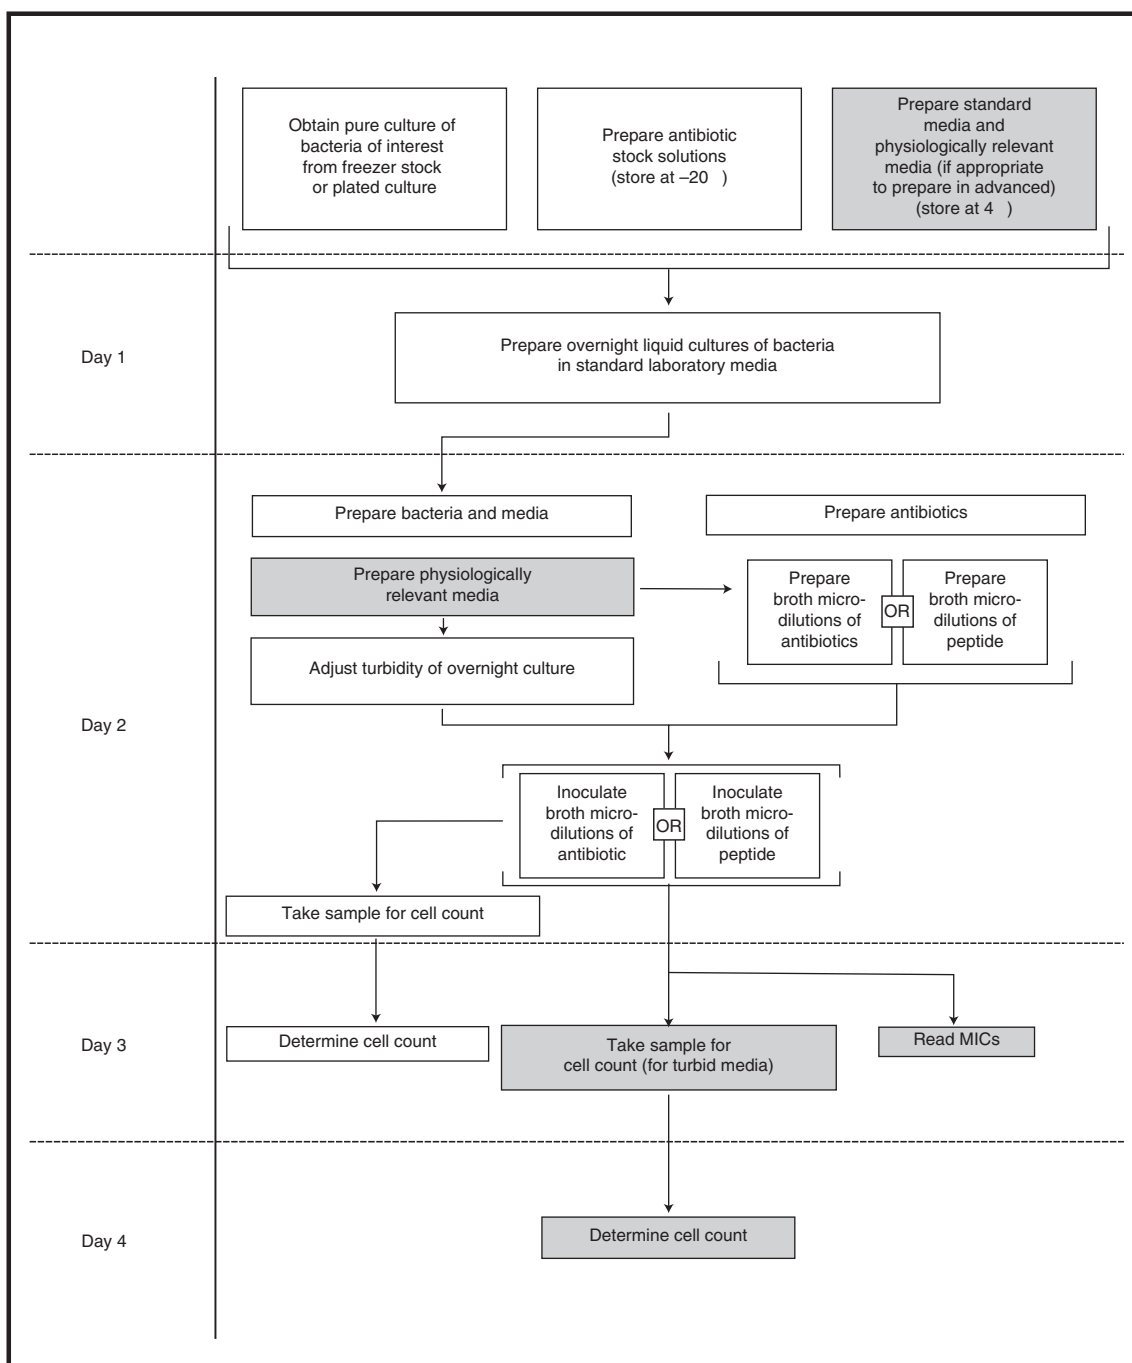 Obtain pure culture of
bacteria of interest
from freezer stock
or plated culture
Prepare antibiotic
stock solutions
(store at –20 )
Prepare standard
media and
physiologically relevant
media (if appropriate
to prepare in advanced)
(store at 4 )
Day 1
Prepare overnight liquid cultures of bacteria
in standard laboratory media
Day 2
Prepare bacteria and media
Prepare antibiotics
Prepare physiologically
relevant media
Prepare
broth micro-
dilutions of
antibiotics
OR
Prepare
broth micro-
dilutions of
peptide
Adjust turbidity of overnight culture
Inoculate
broth micro-
dilutions of
antibiotic
OR
Inoculate
broth micro-
dilutions of
peptide
Take sample for cell count
Day 3
Determine cell count
Take sample for
cell count (for turbid media)
Read MICs
Day 4
Determine cell count